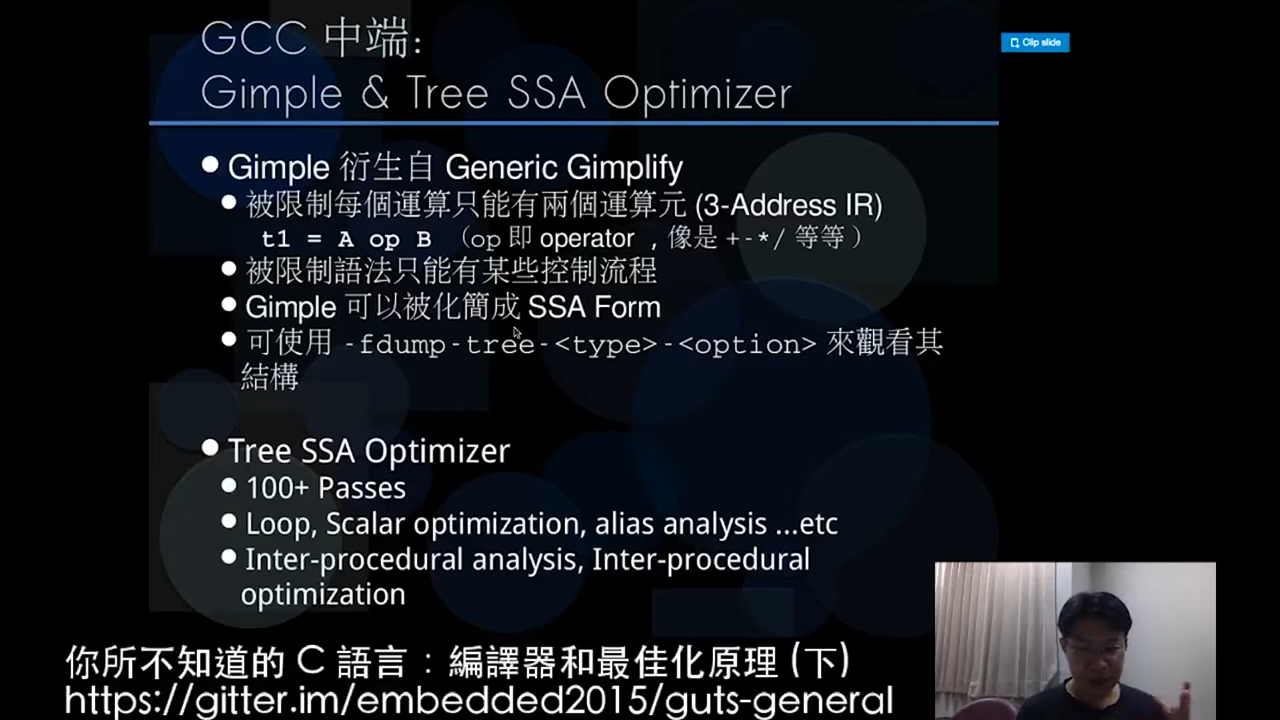 GCC 中端:
Gimple & Tree SSA Optimizer
Clip slide
Gimple 衍生自 Generic Gimplify
被限制每個運算只能有兩個運算元 (3-Address IR)
t1 = A op B （op 即 operator ，像是 +-*/ 等等）
被限制語法只能有某些控制流程
Gimple 可以被化簡成 SSA Form
可使用 -fdump-tree-<type>-<option> 來觀看其
結構
Tree SSA Optimizer
100+ Passes
Loop, Scalar optimization, alias analysis ...etc
Inter-procedural analysis, Inter-procedural
optimization
你所不知道的 C 語言：編譯器和最佳化原理 (下)
https://gitter.im/embedded2015/guts-general